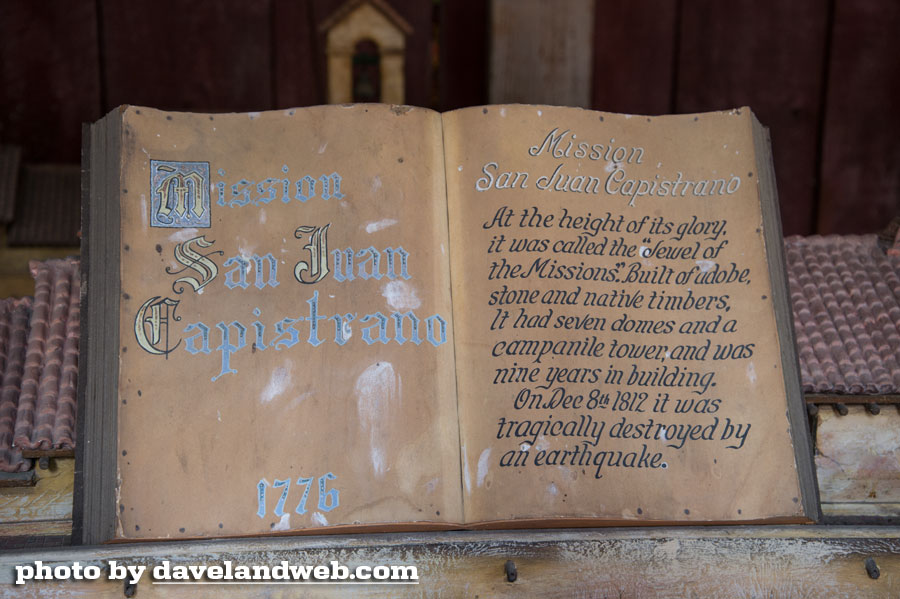 Mission
San Juan
Capistrano
1776
Mission
San Juan Capistrano
At the height of its glory,
it was called the "Jewel of
the Missions". Built of adobe,
stone and native timbers,
It had seven domes and a
campanile tower, and was
nine years in building.
On Dec 8th 1812 it was
tragically destroyed by
an earthquake.
photo by davelandweb.com